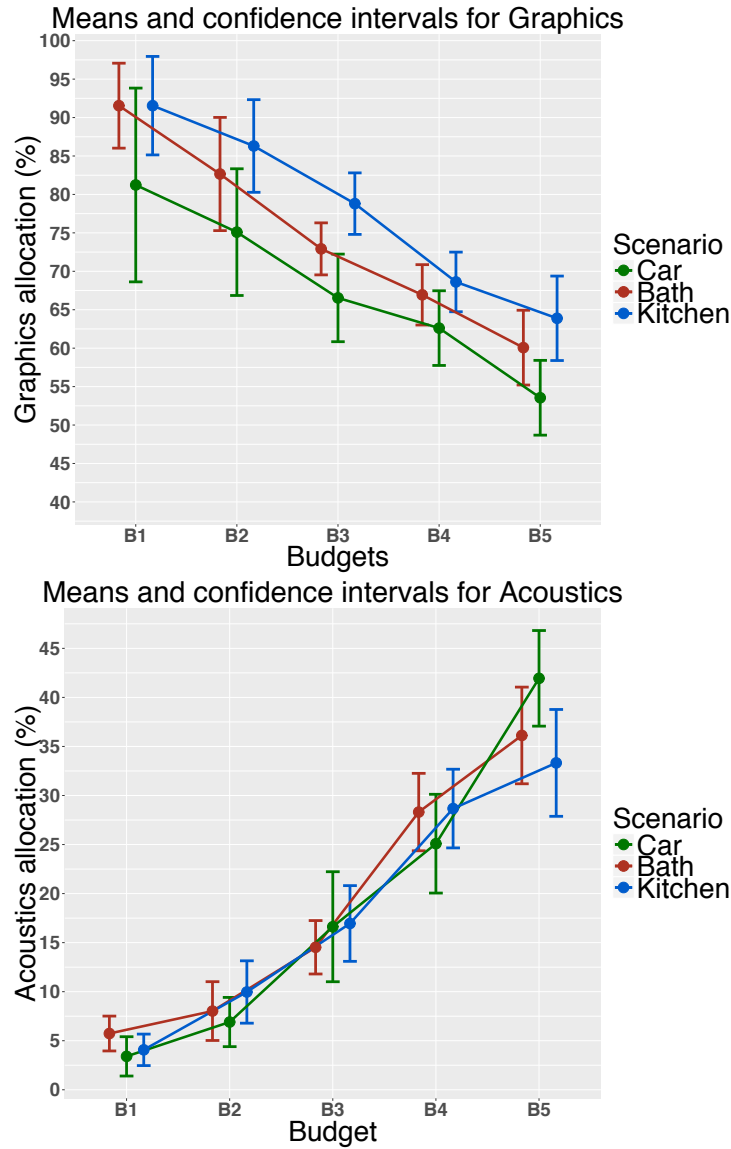 Means and confidence intervals for Graphics
Graphics allocation (%)
100
95
90
85
80
75
70
65
60
55
50
45
40
B1 B2 B3 B4 B5
Budgets
Scenario
Car
Bath
Kitchen
Means and confidence intervals for Acoustics
Acoustics allocation (%)
45
40
35
30
25
20
15
10
5
0
B1 B2 B3 B4 B5
Budget
Scenario
Car
Bath
Kitchen